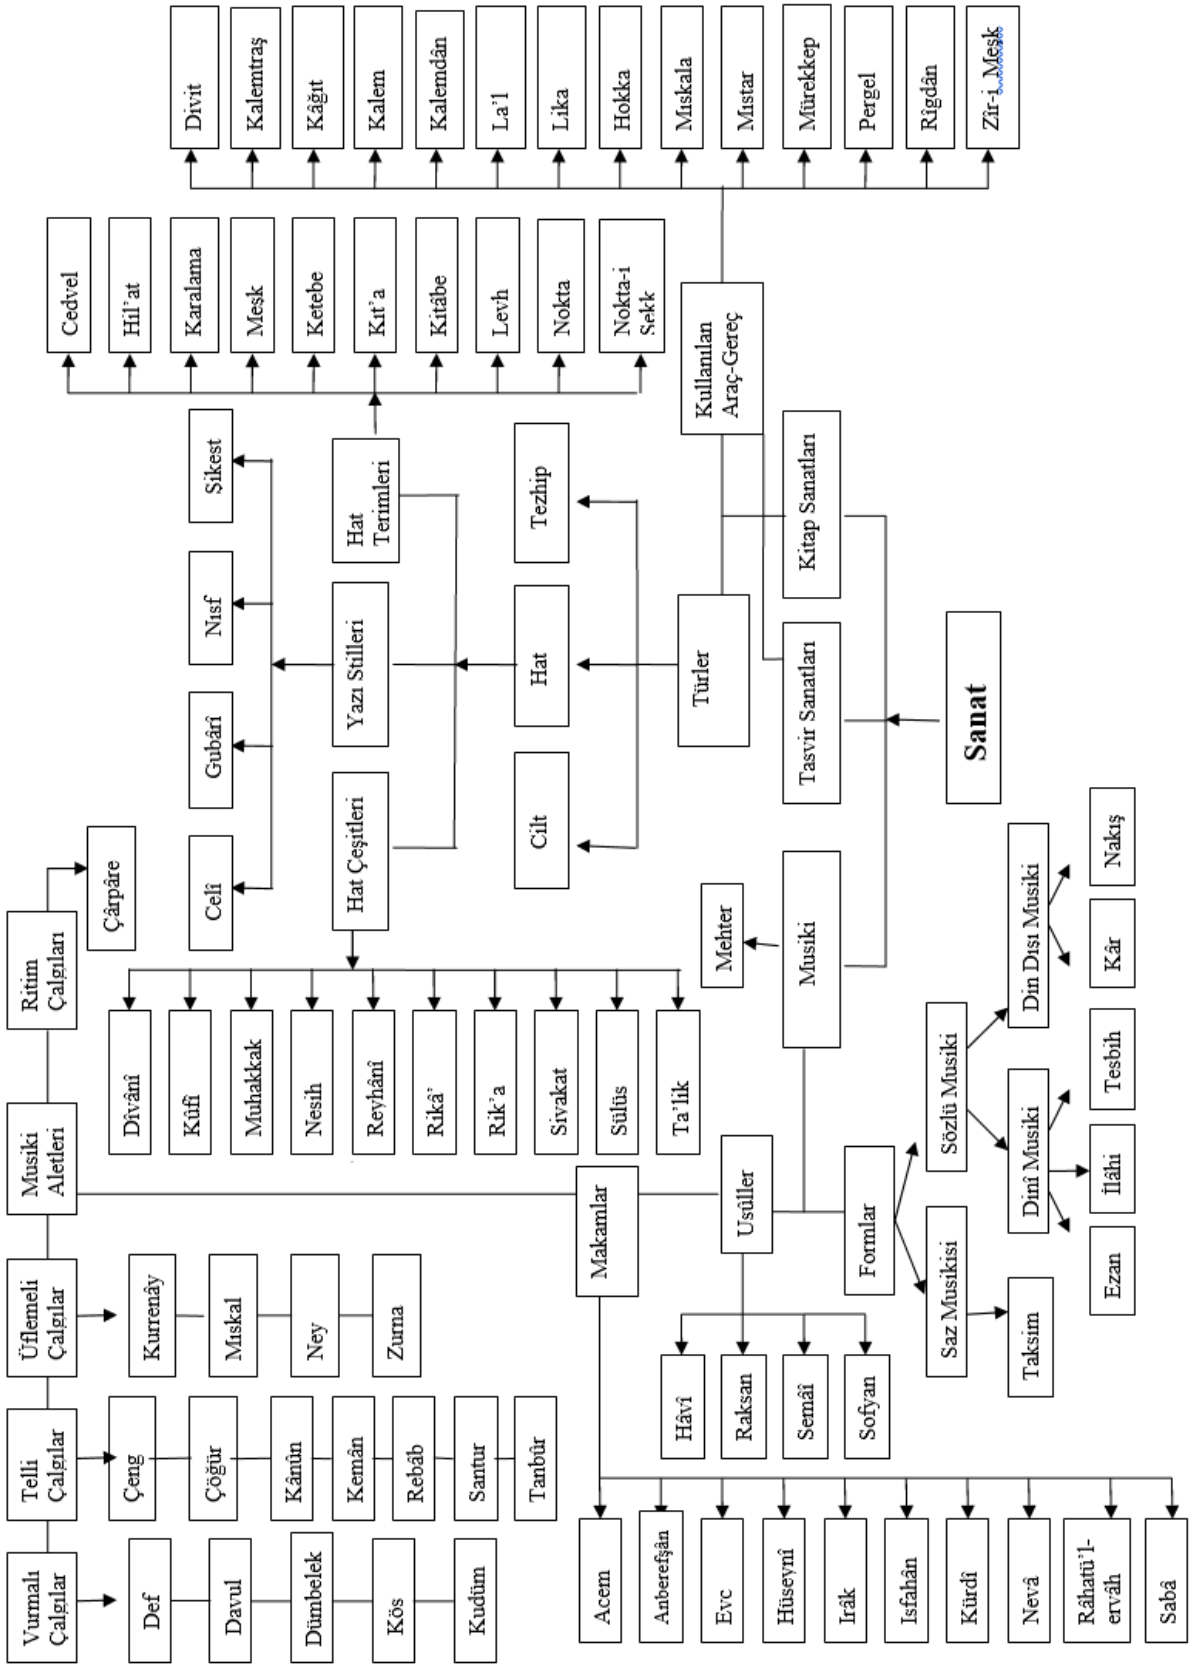 Vurmalı
Çalgılar
Telli
Çalgılar
Üflemeli
Çalgılar
Musiki
Aletleri
Ritim
Çalgıları
Def
Davul
Dümbelek
Kös
Kudüm
Çeng
Çöğür
Kânûn
Kemân
Rebâb
Santur
Tanbûr
Kurrenây
Mıskal
Ney
Zurna
Çârpâre
Dîvânî
Kûfî
Muhakkak
Nesih
Reyhânî
Rikâ’
Rik’a
Sivakat
Sülüs
Ta’lik
Celî
Gubârî
Nısf
Şikest
Hat Çeşitleri
Yazı Stilleri
Hat
Terimleri
Cedvel
Hil’at
Karalama
Meşk
Ketebe
Kıt’a
Kitâbe
Levh
Nokta
Nokta-i
Sekk
Divit
Kalemtraş
Kâğıt
Kalem
Kalemdân
La’l
Lika
Hokka
Mıskala
Mıstar
Mürekkep
Pergel
Rîgdân
Zîr-i Meşk
Cilt
Hat
Tezhip
Türler
Kullanılan
Araç-Gereç
Makamlar
Usûller
Mehter
Musiki
Tasvir Sanatları
Kitap Sanatları
Sanat
Acem
Anberefşân
Evc
Hüseynî
Irâk
Isfahân
Kürdî
Nevâ
Râhatü’l-
ervâh
Sabâ
Hâvî
Raksan
Semâî
Sofyan
Formlar
Saz Musikisi
Sözlü Musiki
Taksim
Dinî Musiki
Din Dışı Musiki
Ezan
İlâhi
Tesbih
Kâr
Nakış